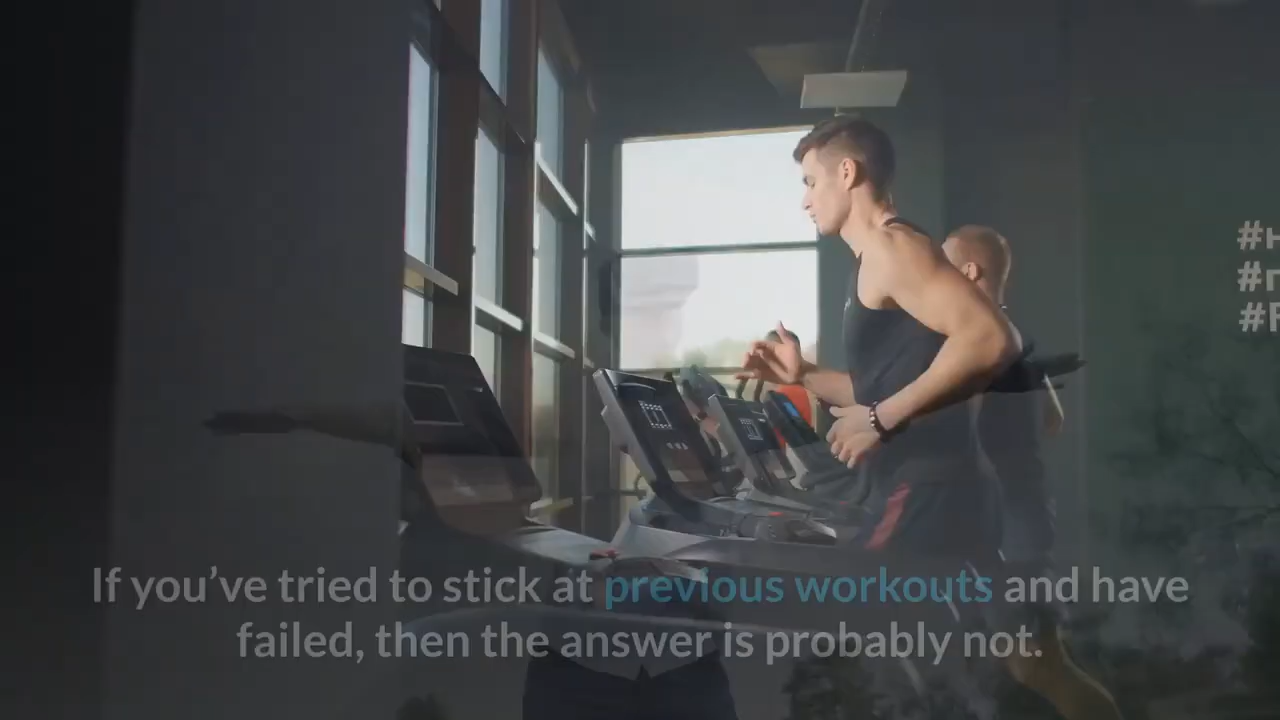 If you’ve tried to stick at previous workouts and have
failed, then the answer is probably not.